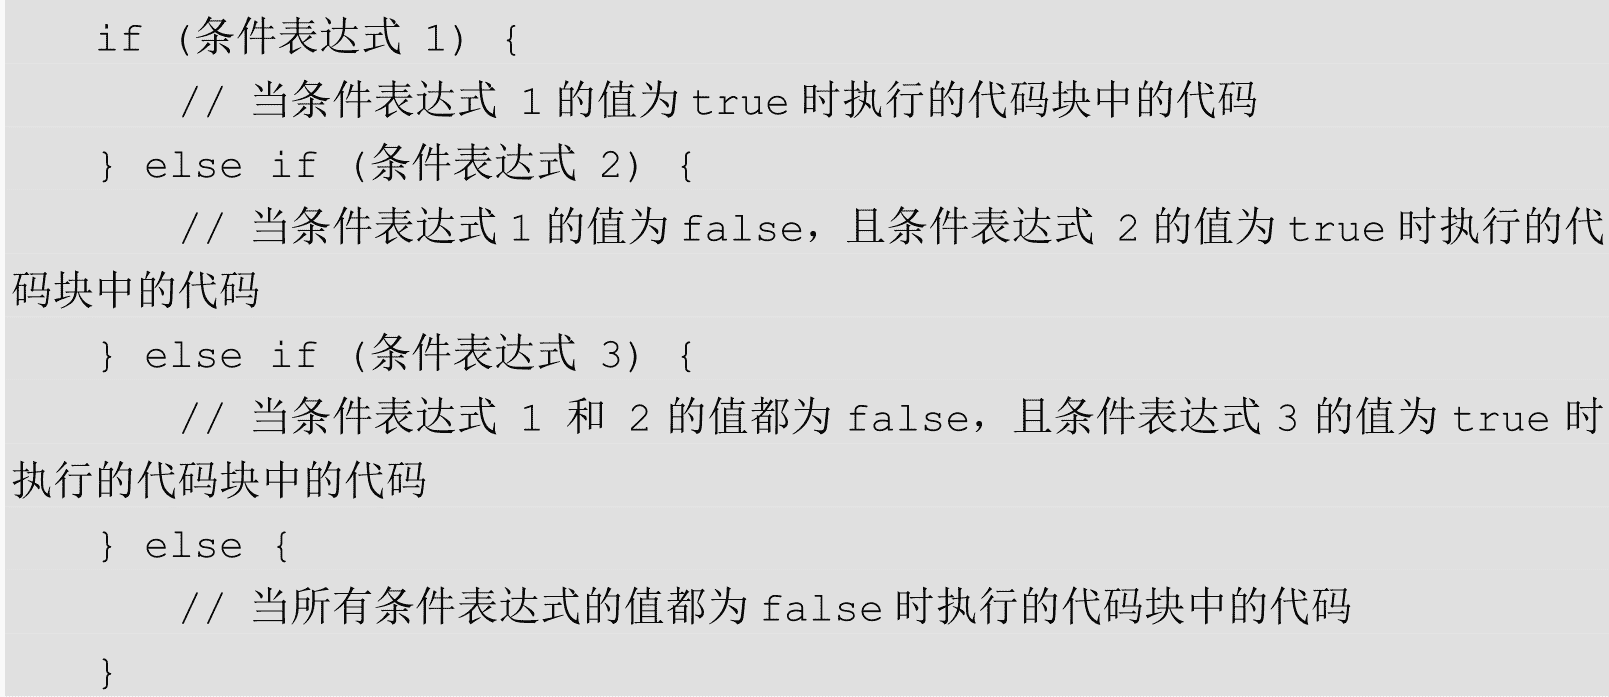 if (条件表达式 1) {
// 当条件表达式 1 的值为 true 时执行的代码块中的代码
} else if (条件表达式 2) {
// 当条件表达式1 的值为 false，且条件表达式 2 的值为 true 时执行的代
码块中的代码
} else if (条件表达式 3) {
// 当条件表达式 1 和 2 的值都为 false，且条件表达式 3 的值为 true 时
执行的代码块中的代码
} else {
// 当所有条件表达式的值都为 false 时执行的代码块中的代码
}